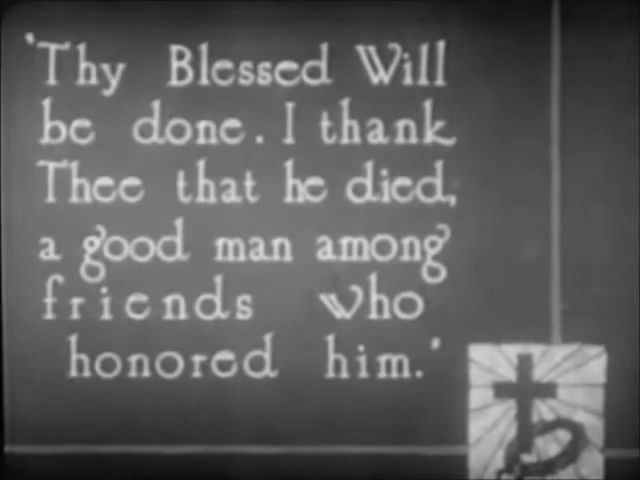 "Thy Blessed Will
be done. I thank
Thee that he died,
a good man among
friends who
honored him."